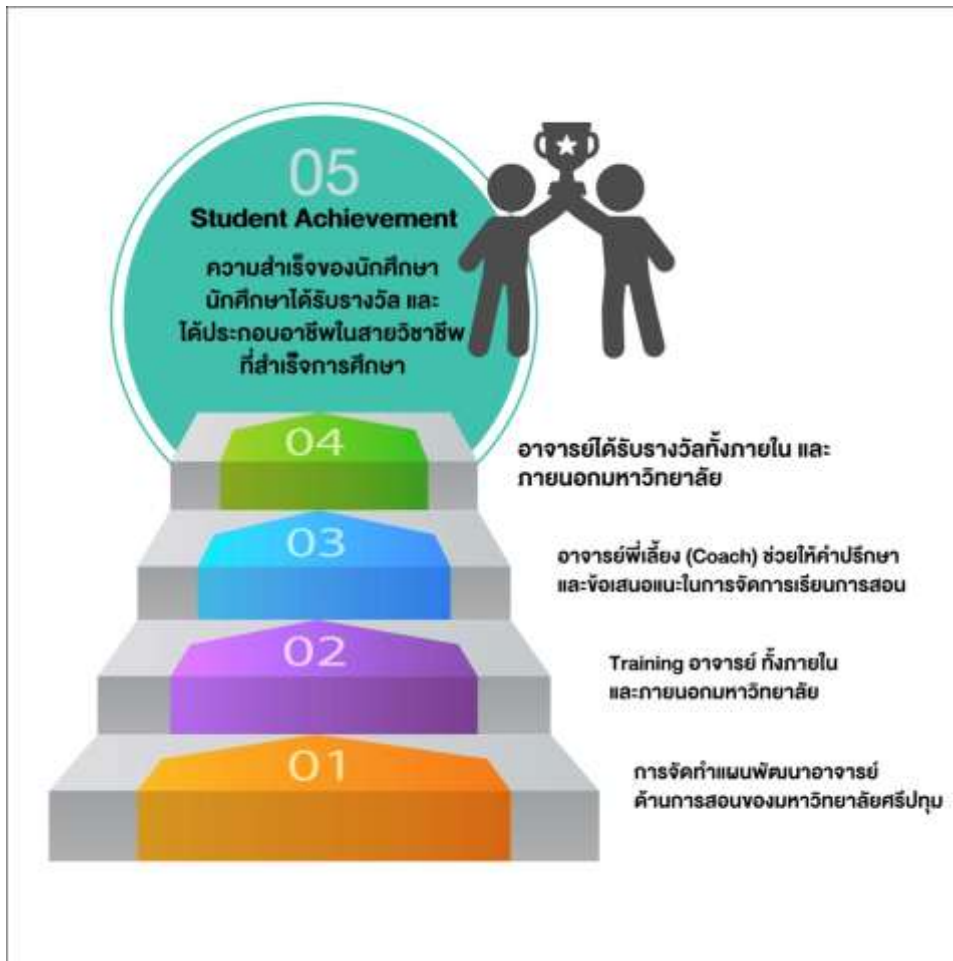 05
Student Achievement
ความสำเร็จของนักศึกษา
นักศึกษาได้รับรางวัล และ
ได้ประกอบอาชีพในสายวิชาชีพ
ที่สำเร็จการศึกษา
04
อาจารย์ได้รับรางวัลทั้งภายใน และ
ภายนอกมหาวิทยาลัย
03
อาจารย์พี่เลี้ยง (Coach) ช่วยให้คำปรึกษา
และข้อเสนอแนะในการจัดการเรียนการสอน
02
Training อาจารย์ ทั้งภายใน
และภายนอกมหาวิทยาลัย
01
การจัดทำแผนพัฒนาอาจารย์
ด้านการสอนของมหาวิทยาลัยศรีปทุม